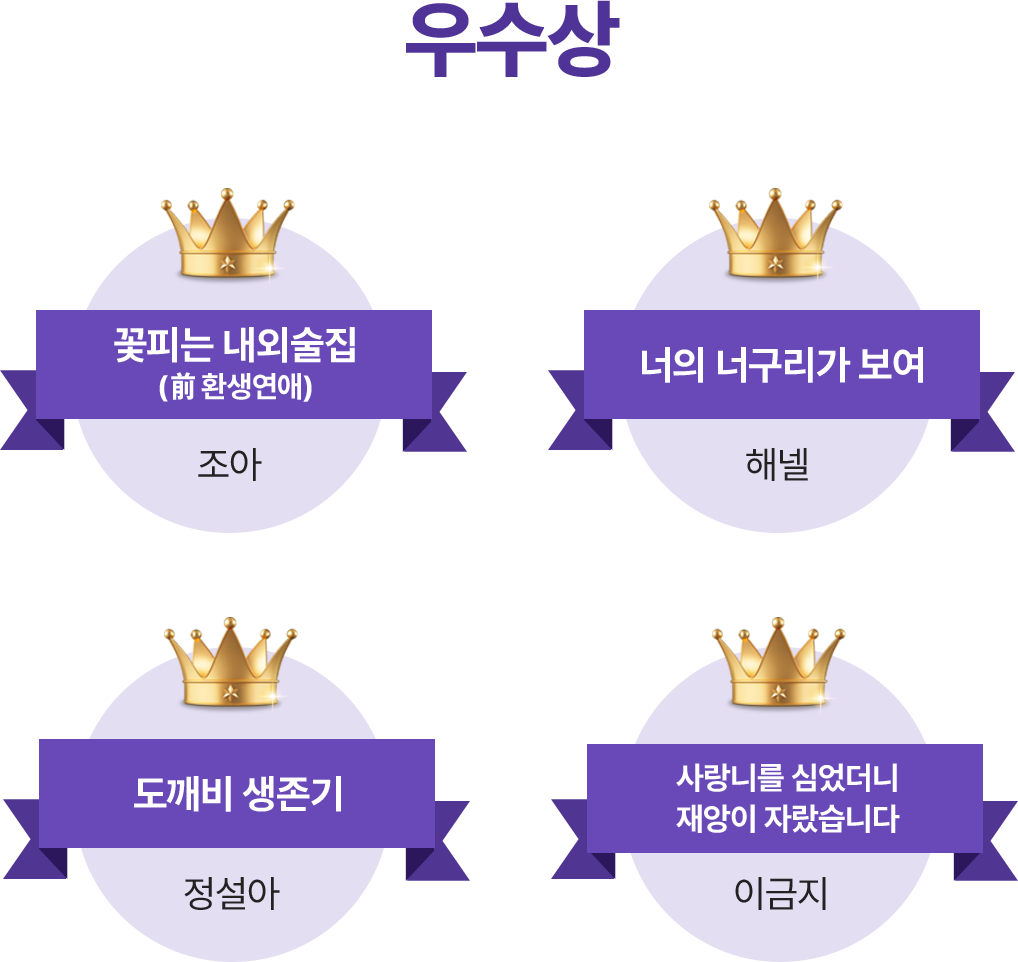 우수상
꽃피는 내외술집
(前 환생연애)
조아
너의 너구리가 보여
해넬
도깨비 생존기
정설아
사랑니를 심었더니
재앙이 자랐습니다
이금지